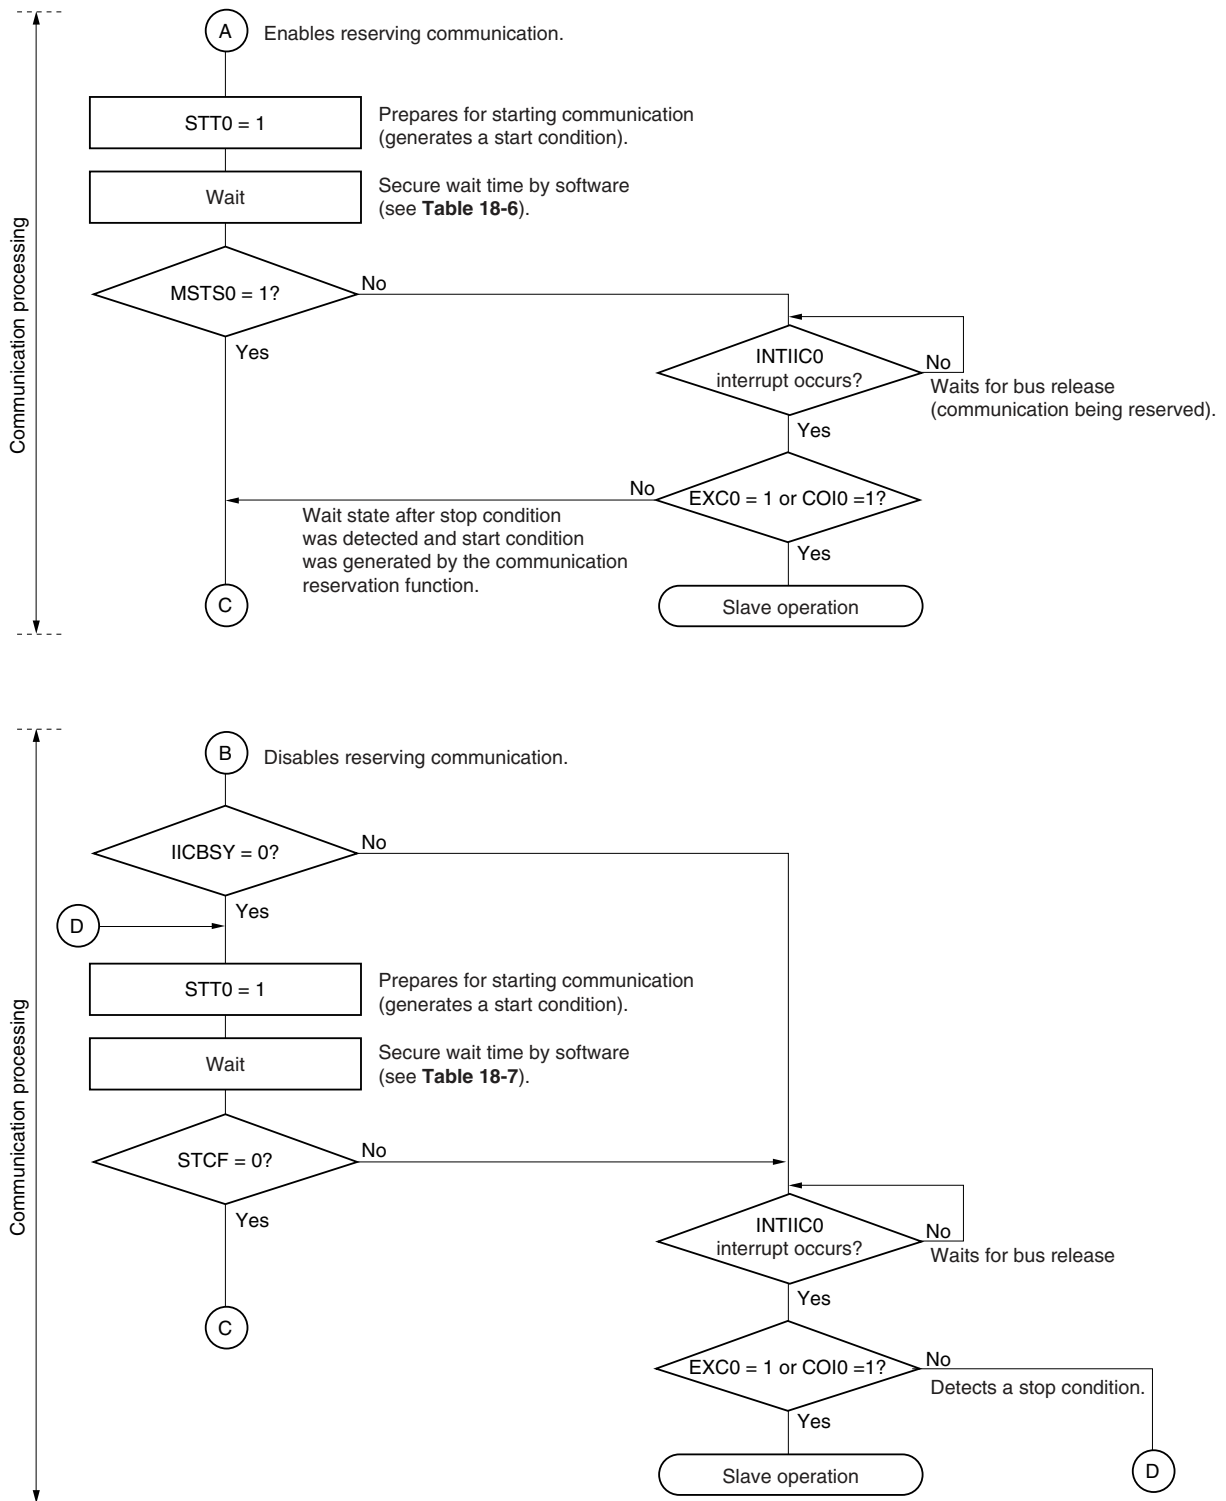 A
Enables reserving communication.
STT0 = 1
Prepares for starting communication
(generates a start condition).
Wait
Secure wait time by software
(see Table 18-6).
Communication processing
MSTS0 = 1?
No
Yes
INTIIC0
interrupt occurs?
No
Waits for bus release
(communication being reserved).
Yes
EXC0 = 1 or COI0 =1?
No
Wait state after stop condition
was detected and start condition
was generated by the communication
reservation function.
Yes
C
Slave operation
B
Disables reserving communication.
IICBSY = 0?
No
Yes
D
STT0 = 1
Prepares for starting communication
(generates a start condition).
Wait
Secure wait time by software
(see Table 18-7).
Communication processing
STCF = 0?
No
Yes
INTIIC0
interrupt occurs?
No
Waits for bus release
Yes
C
EXC0 = 1 or COI0 =1?
No
Detects a stop condition.
Yes
Slave operation
D